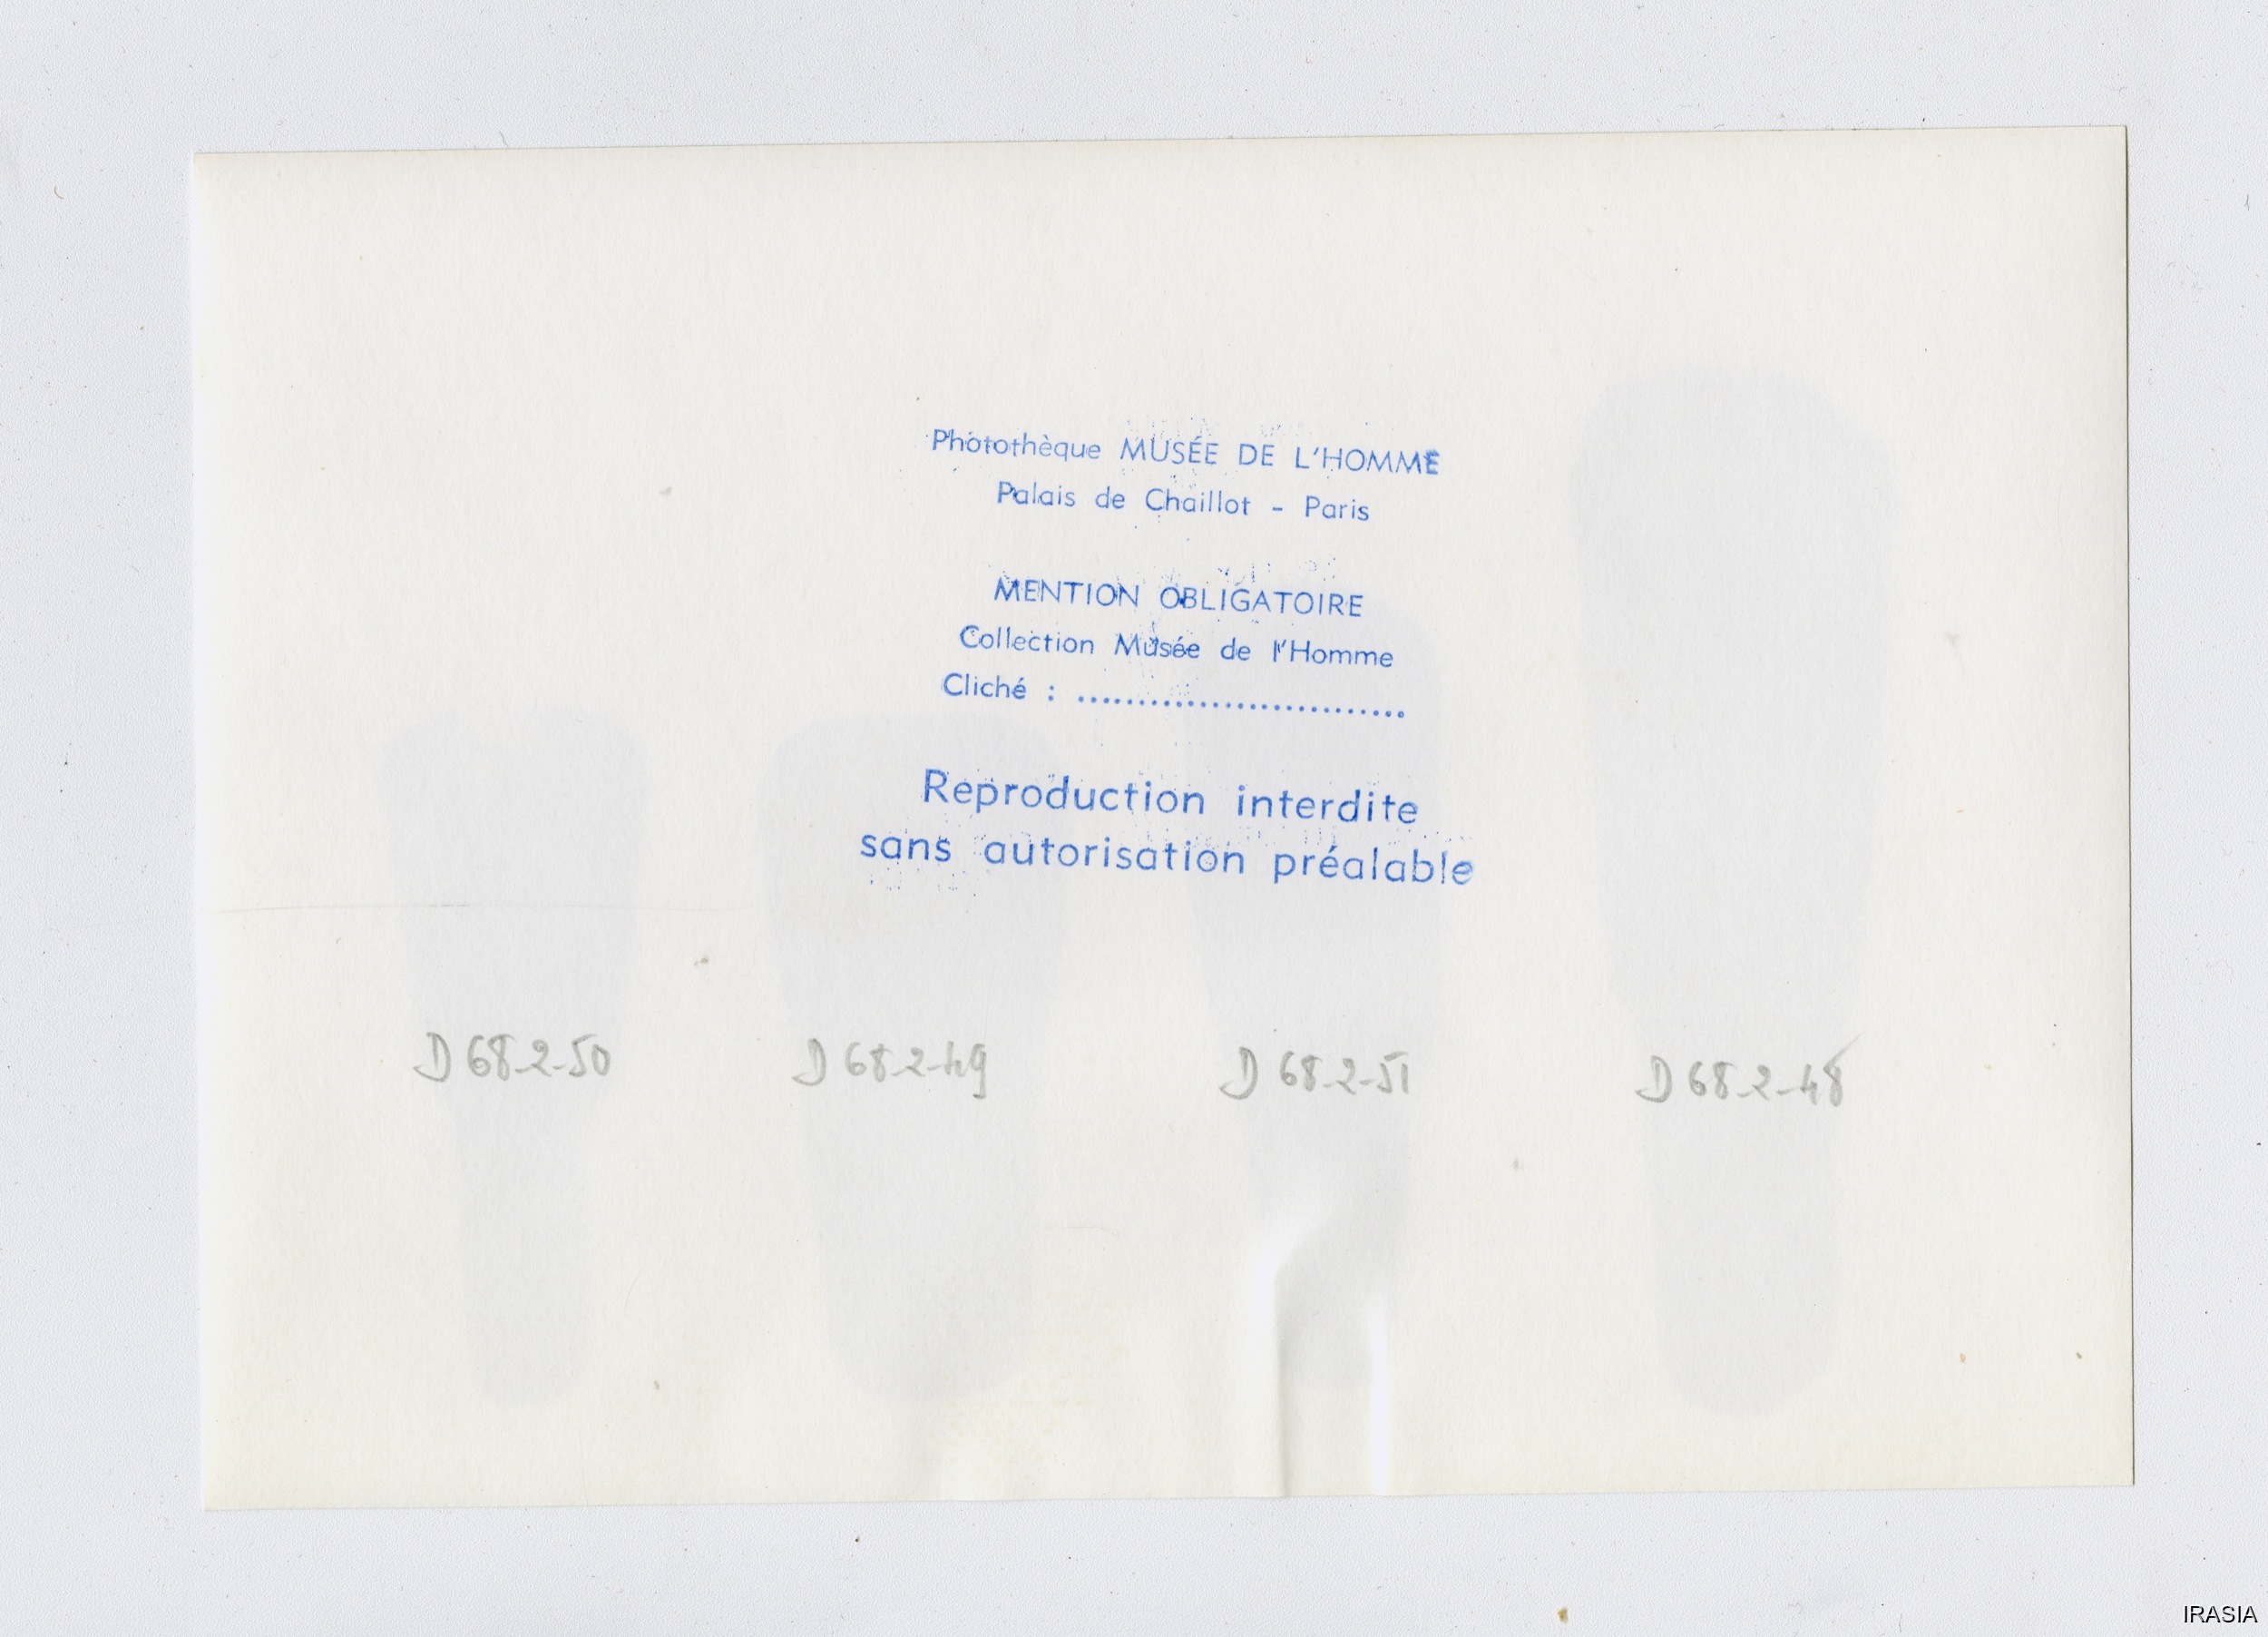 Photothèque MUSÉE DE L'HOMME
Palais de Chaillot - Paris
MENTION OBLIGATOIRE
Collection Musée de l'Homme
Cliché : ............................
Reproduction interdite
sans autorisation préalable
D 68-2-50 D 68-2-49 D 68-2-51 D 68-2-48
IRASIA